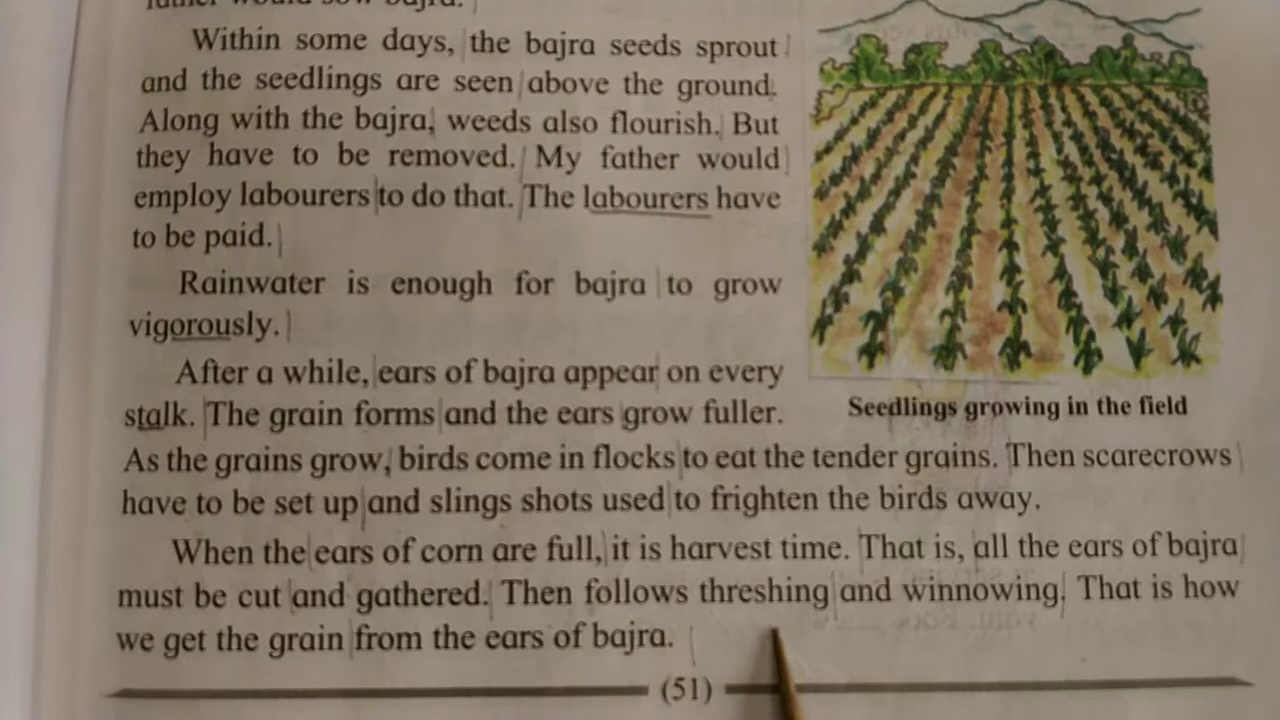 father would sow bajra.
Within some days, the bajra seeds sprout
and the seedlings are seen above the ground.
Along with the bajra, weeds also flourish. But
they have to be removed. My father would
employ labourers to do that. The labourers have
to be paid.
Rainwater is enough for bajra to grow
vigorously.
After a while, ears of bajra appear on every
stalk. The grain forms and the ears grow fuller.
Seedlings growing in the field
As the grains grow, birds come in flocks to eat the tender grains. Then scarecrows
have to be set up and slings shots used to frighten the birds away.
When the ears of corn are full, it is harvest time. That is, all the ears of bajra
must be cut and gathered. Then follows threshing and winnowing. That is how
we get the grain from the ears of bajra.
(51)